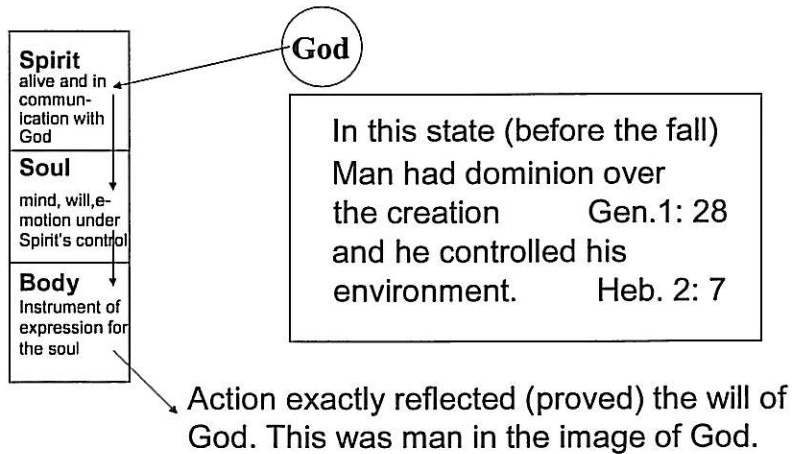 God
Spirit
alive and in
commun-
ication with
God
Soul
mind, will,e-
motion under
Spirit's control
Body
Instrument of
expression for
the soul
In this state (before the fall)
Man had dominion over
the creation Gen.1: 28
and he controlled his
environment. Heb. 2: 7
Action exactly reflected (proved) the will of
God. This was man in the image of God.